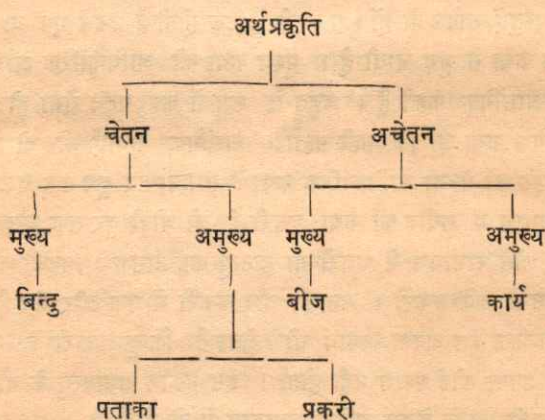 अर्थप्रकृति
चेतन अचेतन
मुख्य अमुख्य मुख्य अमुख्य
बिन्दु बीज कार्य
पताका प्रकरी